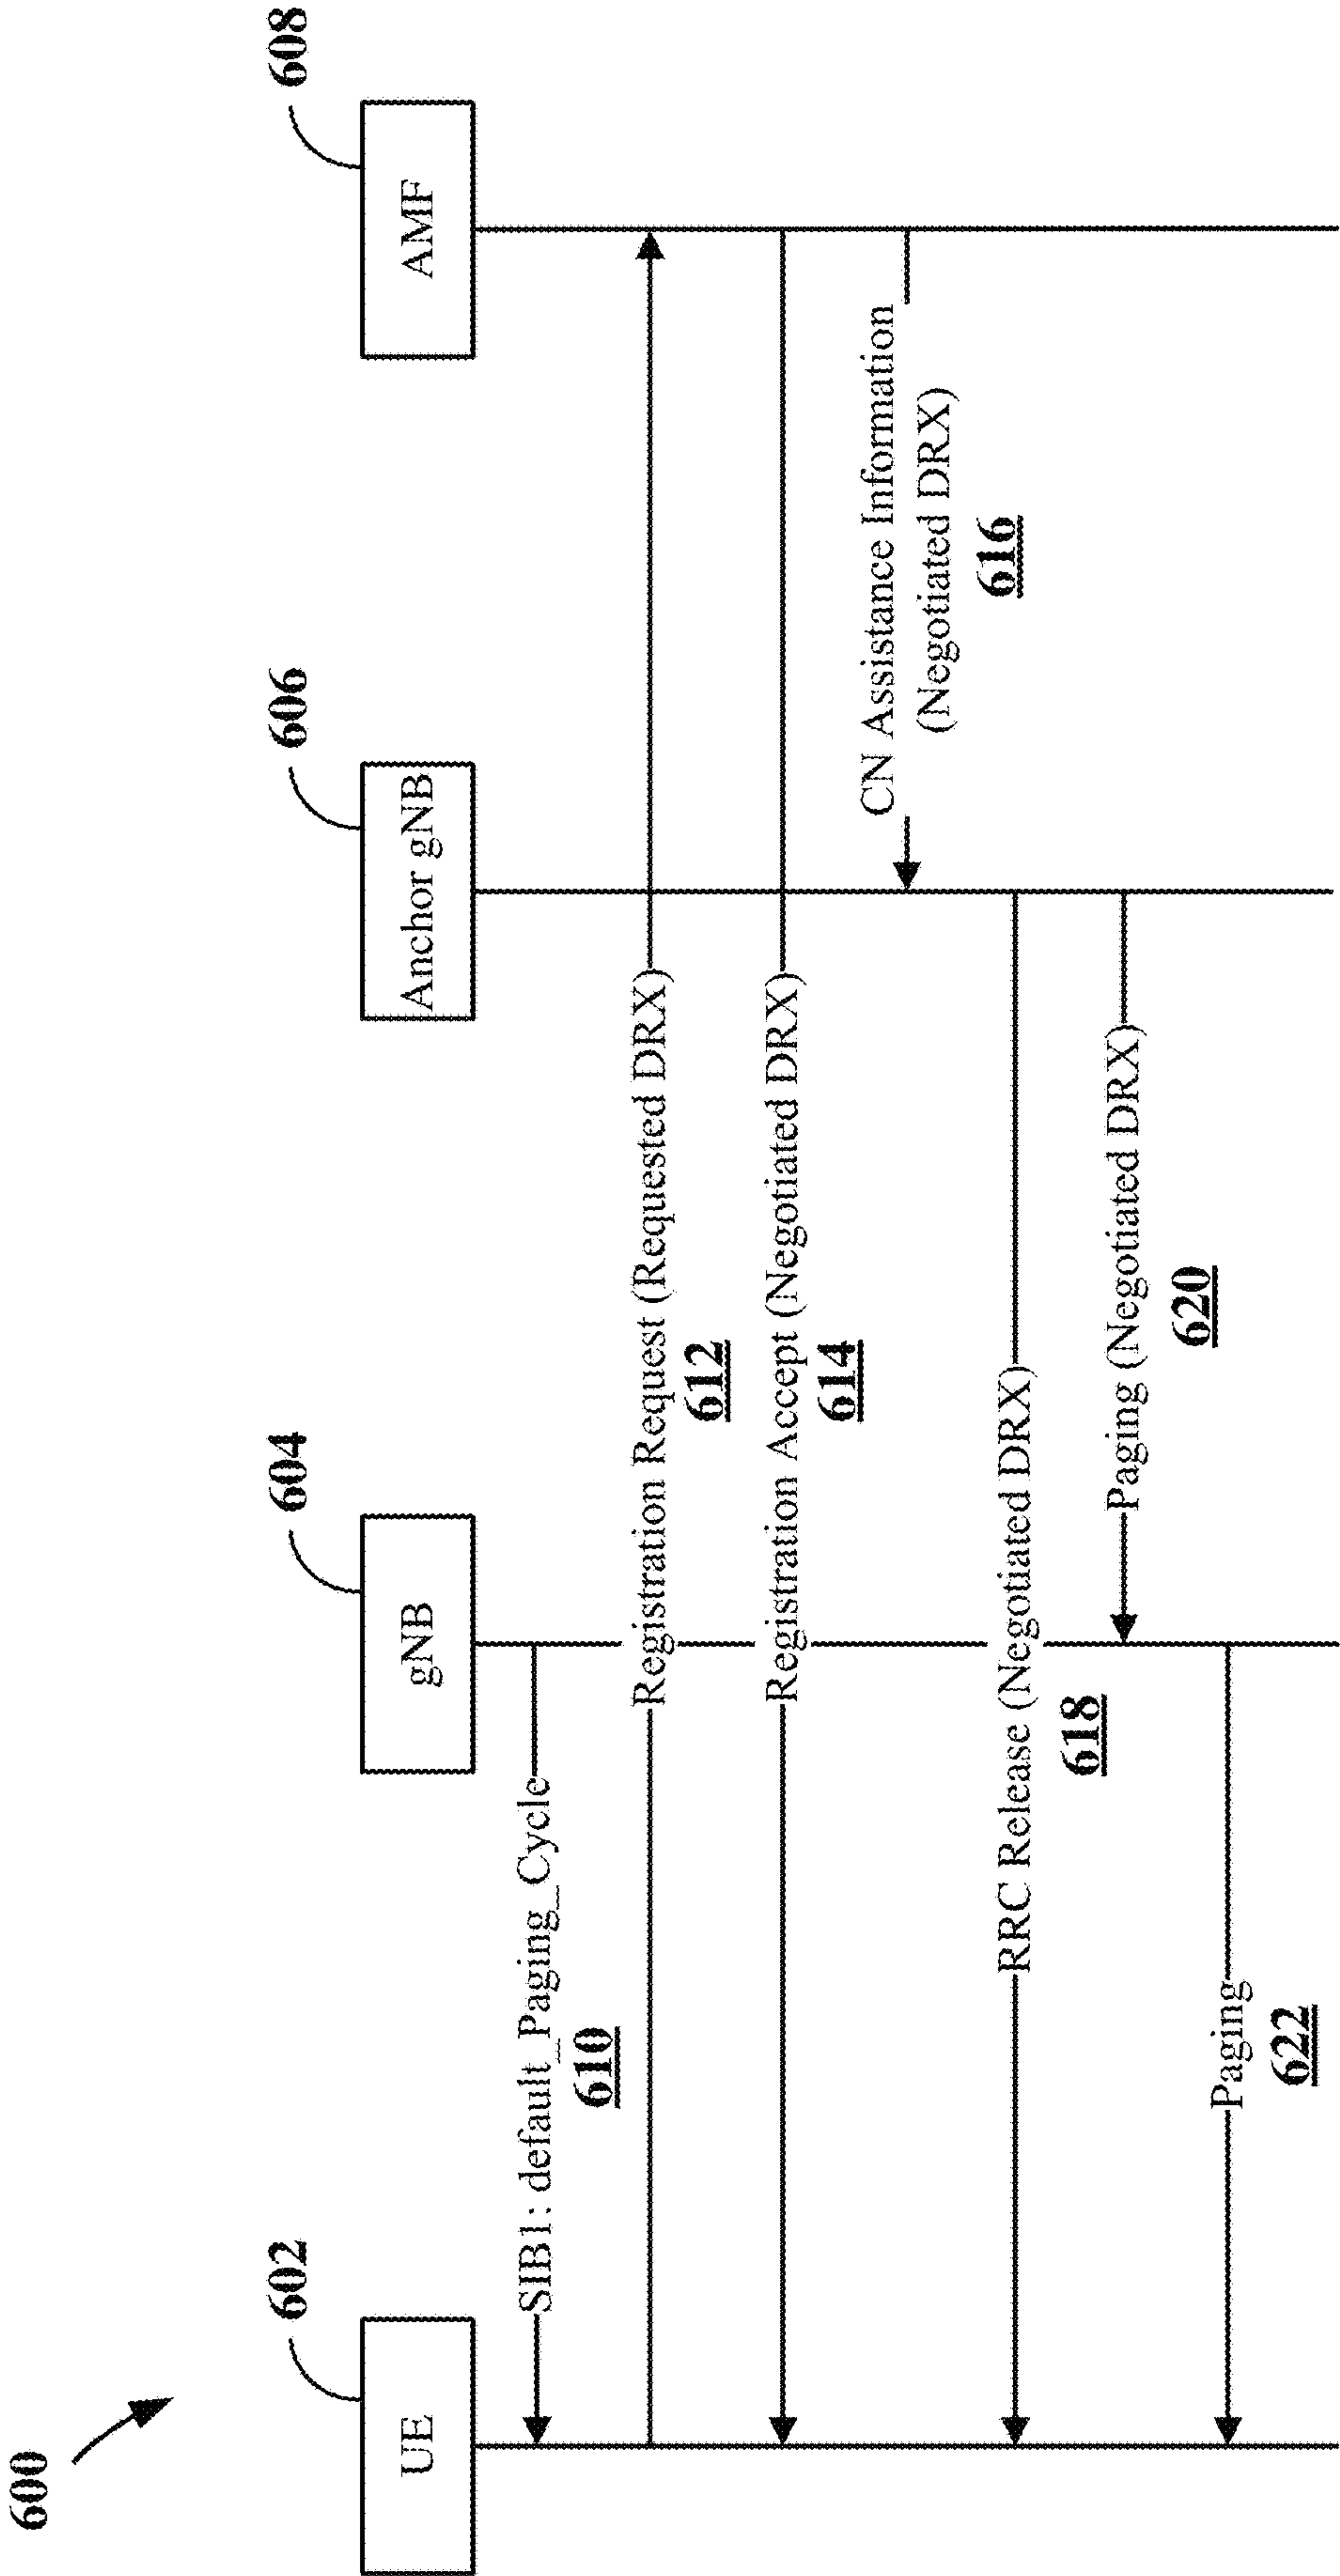 600
602
604
606
608
UE
gNB
Anchor gNB
AMF
SIB1: default_Paging_Cycle
610
Registration Request (Requested DRX)
612
Registration Accept (Negotiated DRX)
614
CN Assistance Information
(Negotiated DRX)
616
RRC Release (Negotiated DRX)
618
Paging (Negotiated DRX)
620
Paging
622